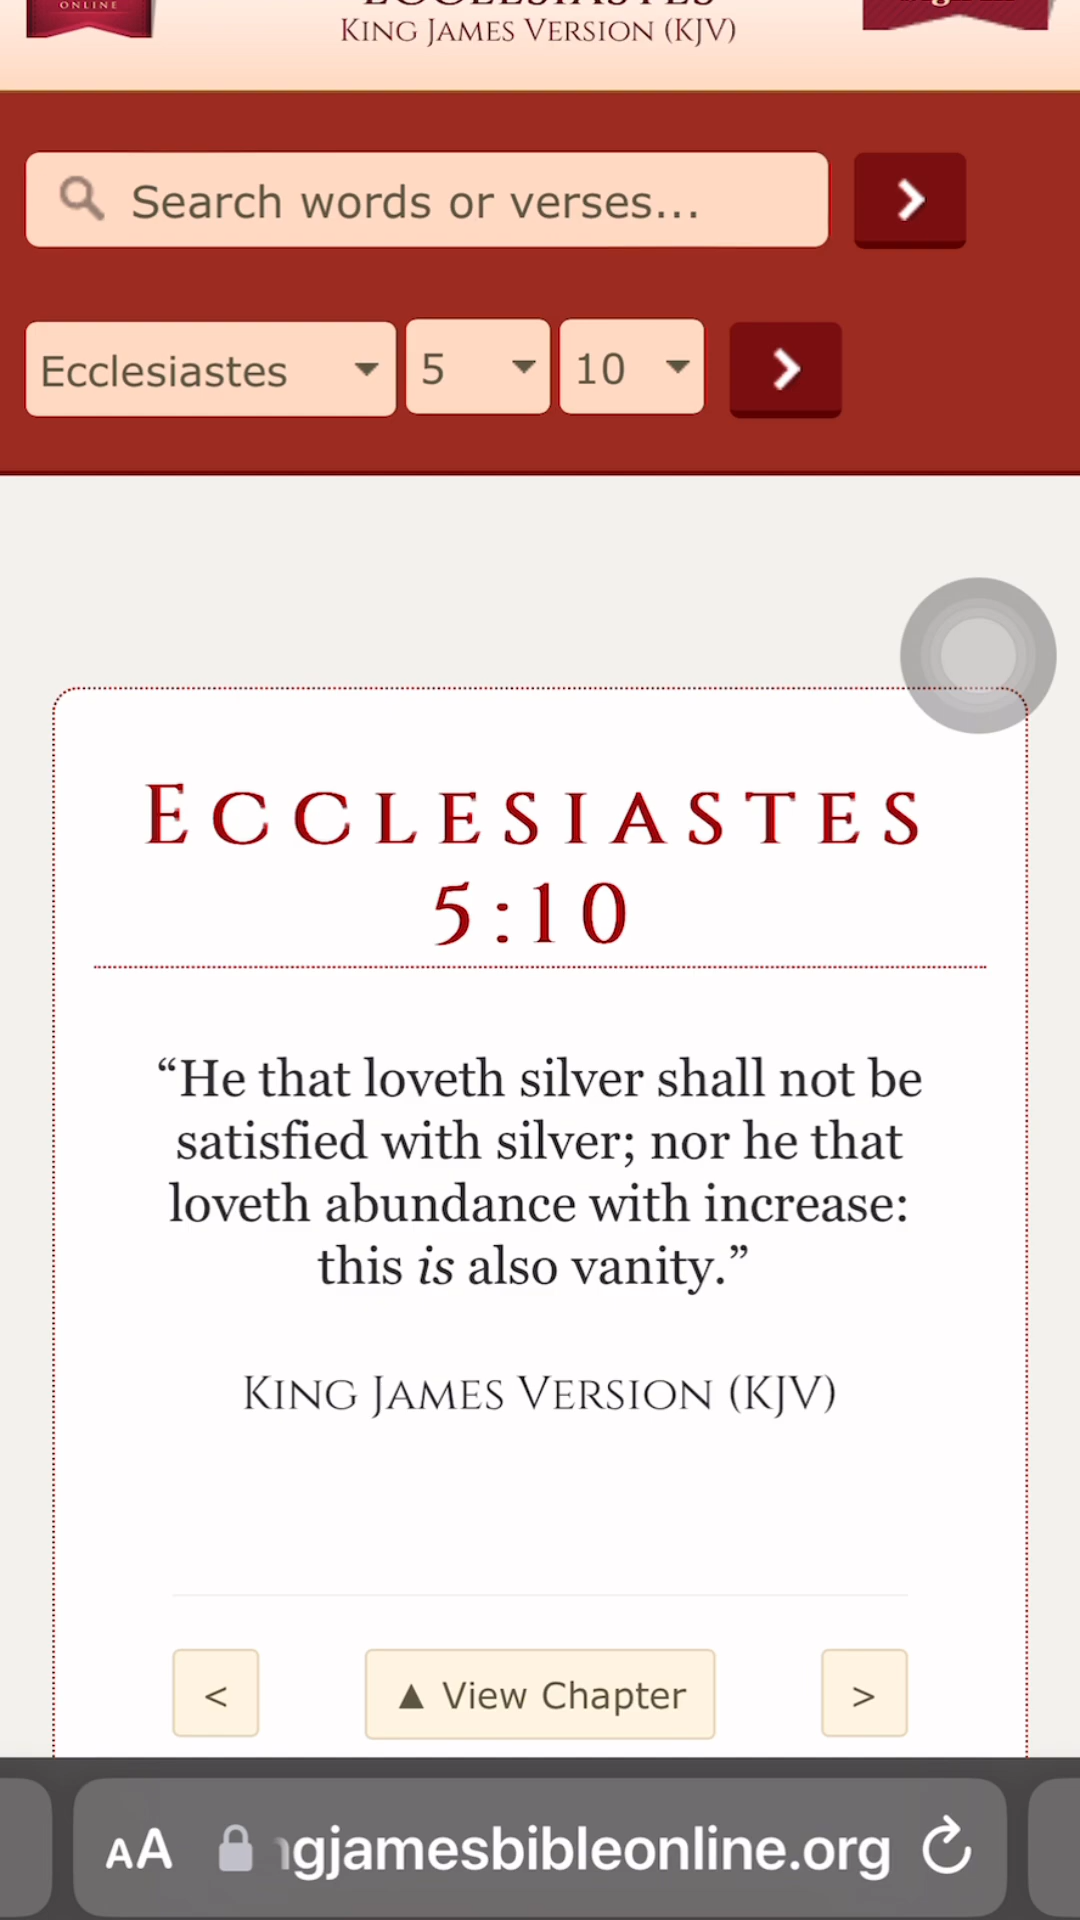 ONLINE
ECCLESIASTES
KING JAMES VERSION (KJV)
Search words or verses...
Ecclesiastes 5 10
ECCLESIASTES
5:10
“He that loveth silver shall not be
satisfied with silver; nor he that
loveth abundance with increase:
this is also vanity.”
KING JAMES VERSION (KJV)
< ▲ View Chapter >
AA gjamesbibleonline.org